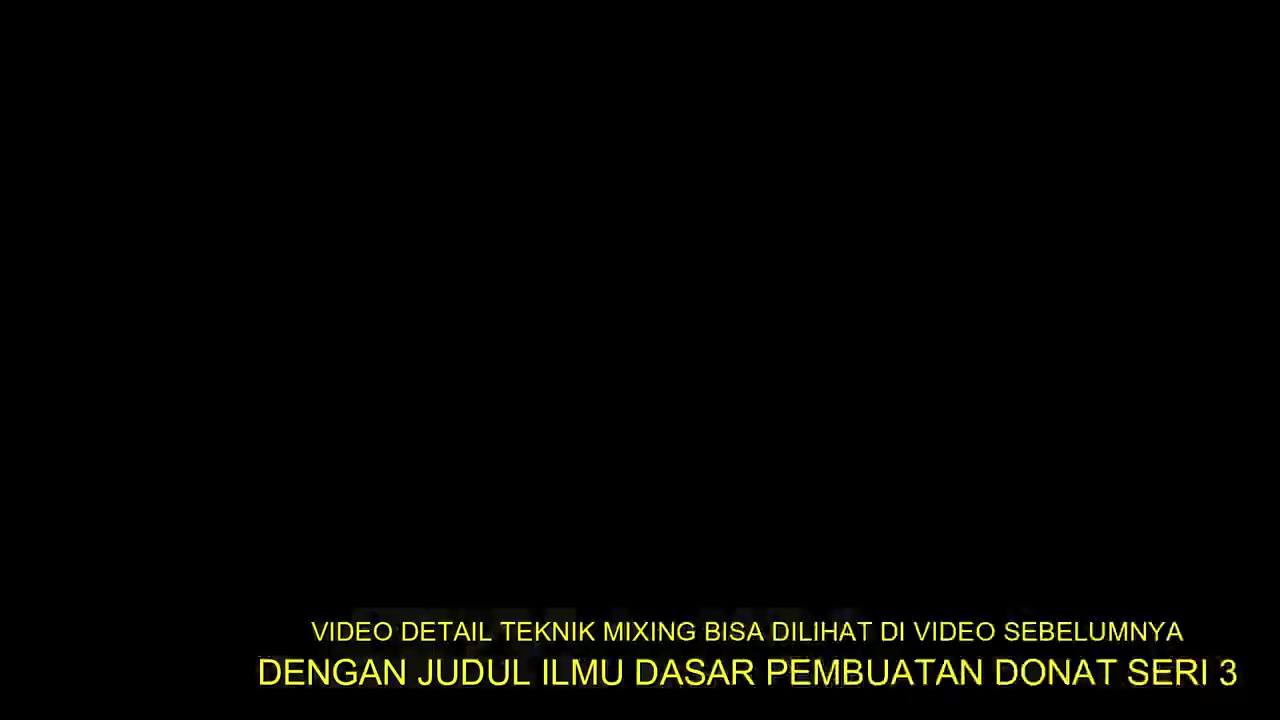 VIDEO DETAIL TEKNIK MIXING BISA DILIHAT DI VIDEO SEBELUMNYA
DENGAN JUDUL ILMU DASAR PEMBUATAN DONAT SERI 3